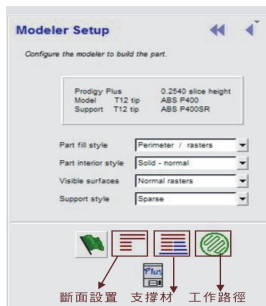 Modeler Setup
Configure the modeler to build the part.
Prodigy Plus 0.2540 slice height
Model T12 tip ABS P400
Support T12 tip ABS P400SR
Part fill style Perimeter / rasters
Part interior style Solid - normal
Visible surfaces Normal rasters
Support style Sparse
斷面設置 支撐材 工作路徑